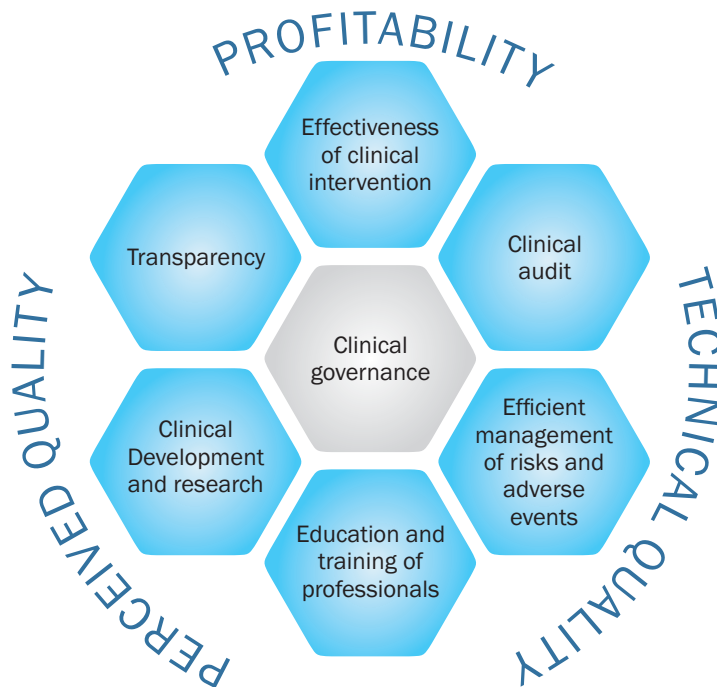 PROFITABILITY
Effectiveness
of clinical
intervention
Transparency
Clinical
audit
Clinical
governance
PERCEIVED QUALITY
TECHNICAL QUALITY
Clinical
Development
and research
Efficient
management
of risks and
adverse
events
Education and
training of
professionals